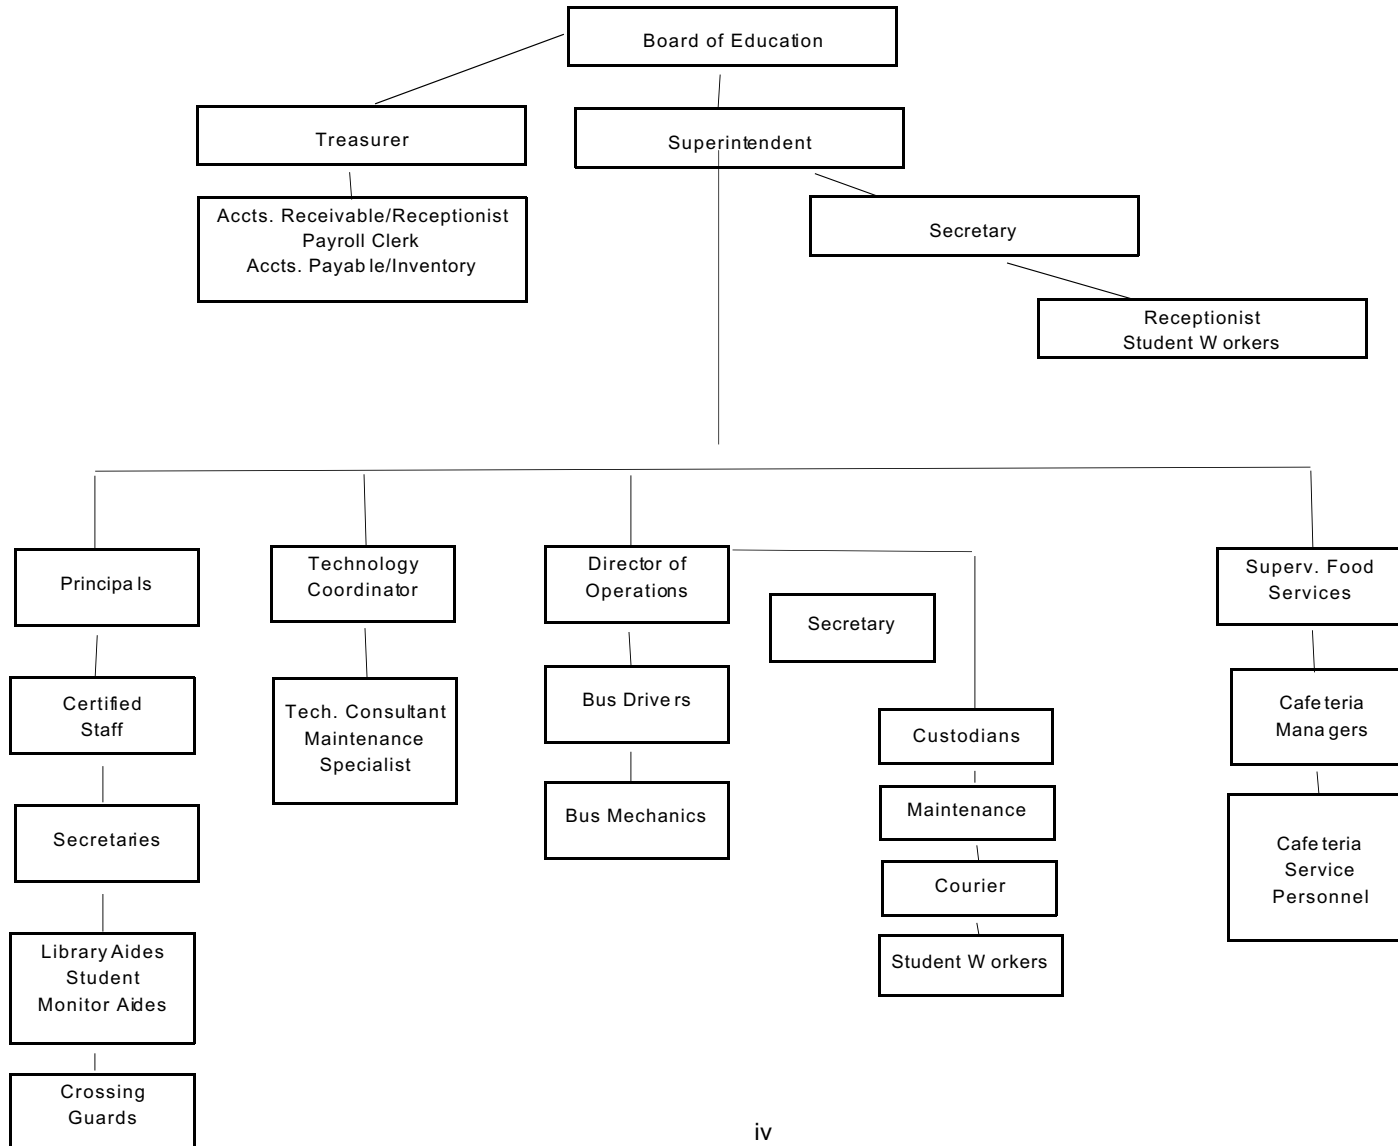 Board of Education
Treasurer
Superintendent
Accts. Receivable/Receptionist
Payroll Clerk
Accts. Payable/Inventory
Secretary
Receptionist
Student Workers
Principals
Technology
Coordinator
Director of
Operations
Secretary
Superv. Food
Services
Certified
Staff
Tech. Consultant
Maintenance
Specialist
Bus Drivers
Custodians
Cafeteria
Managers
Secretaries
Bus Mechanics
Maintenance
Courier
Cafeteria
Service
Personnel
Library Aides
Student
Monitor Aides
Student Workers
Crossing
Guards
iv